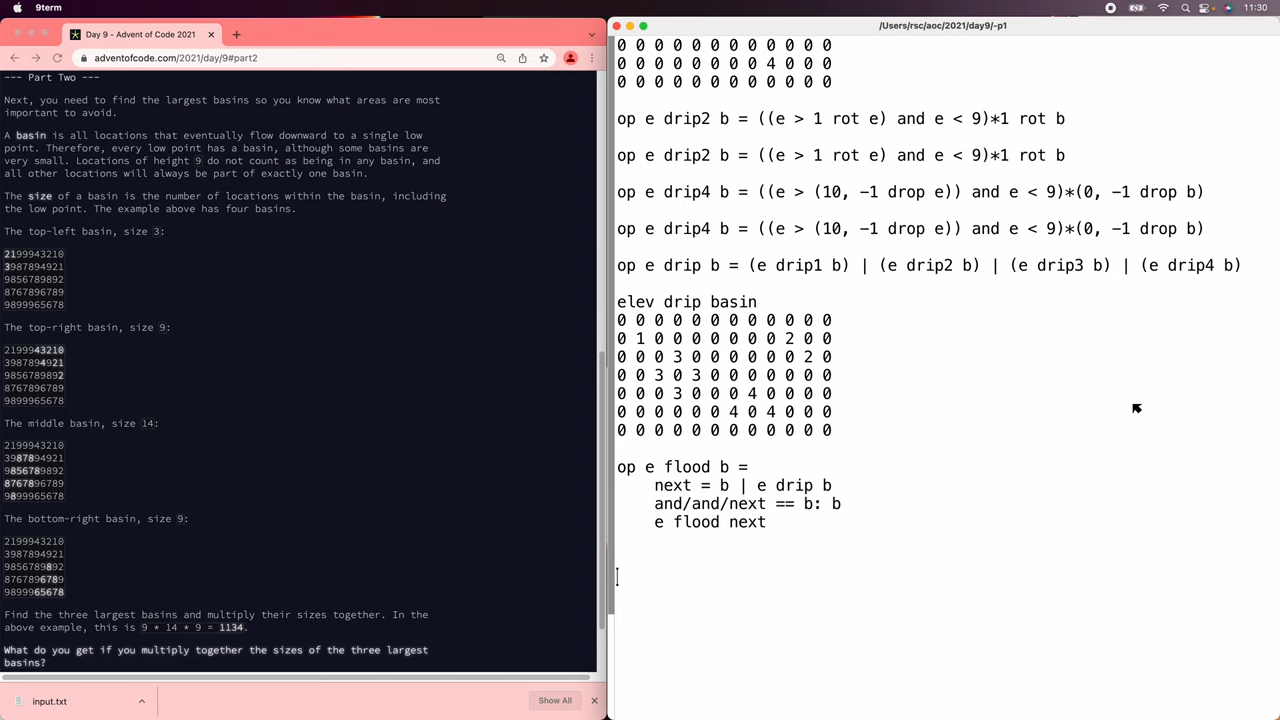 9term
11:30
Day 9 - Advent of Code 2021
adventofcode.com/2021/day/9#part2
--- Part Two ---
Next, you need to find the largest basins so you know what areas are most
important to avoid.
A basin is all locations that eventually flow downward to a single low
point. Therefore, every low point has a basin, although some basins are
very small. Locations of height 9 do not count as being in any basin, and
all other locations will always be part of exactly one basin.
The size of a basin is the number of locations within the basin, including
the low point. The example above has four basins.
The top-left basin, size 3:
2199943210
3987894921
9856789892
8767896789
9899965678
The top-right basin, size 9:
2199943210
3987894921
9856789892
8767896789
9899965678
The middle basin, size 14:
2199943210
3987894921
9856789892
8767896789
9899965678
The bottom-right basin, size 9:
2199943210
3987894921
9856789892
8767896789
9899965678
Find the three largest basins and multiply their sizes together. In the
above example, this is 9 * 14 * 9 = 1134.
What do you get if you multiply together the sizes of the three largest
basins?
input.txt
Show All
/Users/rsc/aoc/2021/day9/-p1
0 0 0 0 0 0 0 0 0 0 0 0
0 0 0 0 0 0 0 0 4 0 0 0
0 0 0 0 0 0 0 0 0 0 0 0
op e drip2 b = ((e > 1 rot e) and e < 9)*1 rot b
op e drip2 b = ((e > 1 rot e) and e < 9)*1 rot b
op e drip4 b = ((e > (10, -1 drop e)) and e < 9)*(0, -1 drop b)
op e drip4 b = ((e > (10, -1 drop e)) and e < 9)*(0, -1 drop b)
op e drip b = (e drip1 b) | (e drip2 b) | (e drip3 b) | (e drip4 b)
elev drip basin
0 0 0 0 0 0 0 0 0 0 0 0
0 1 0 0 0 0 0 0 0 2 0 0
0 0 0 3 0 0 0 0 0 0 2 0
0 0 3 0 3 0 0 0 0 0 0 0
0 0 0 3 0 0 0 4 0 0 0 0
0 0 0 0 0 0 4 0 4 0 0 0
0 0 0 0 0 0 0 0 0 0 0 0
op e flood b =
next = b | e drip b
and/and/next == b: b
e flood next